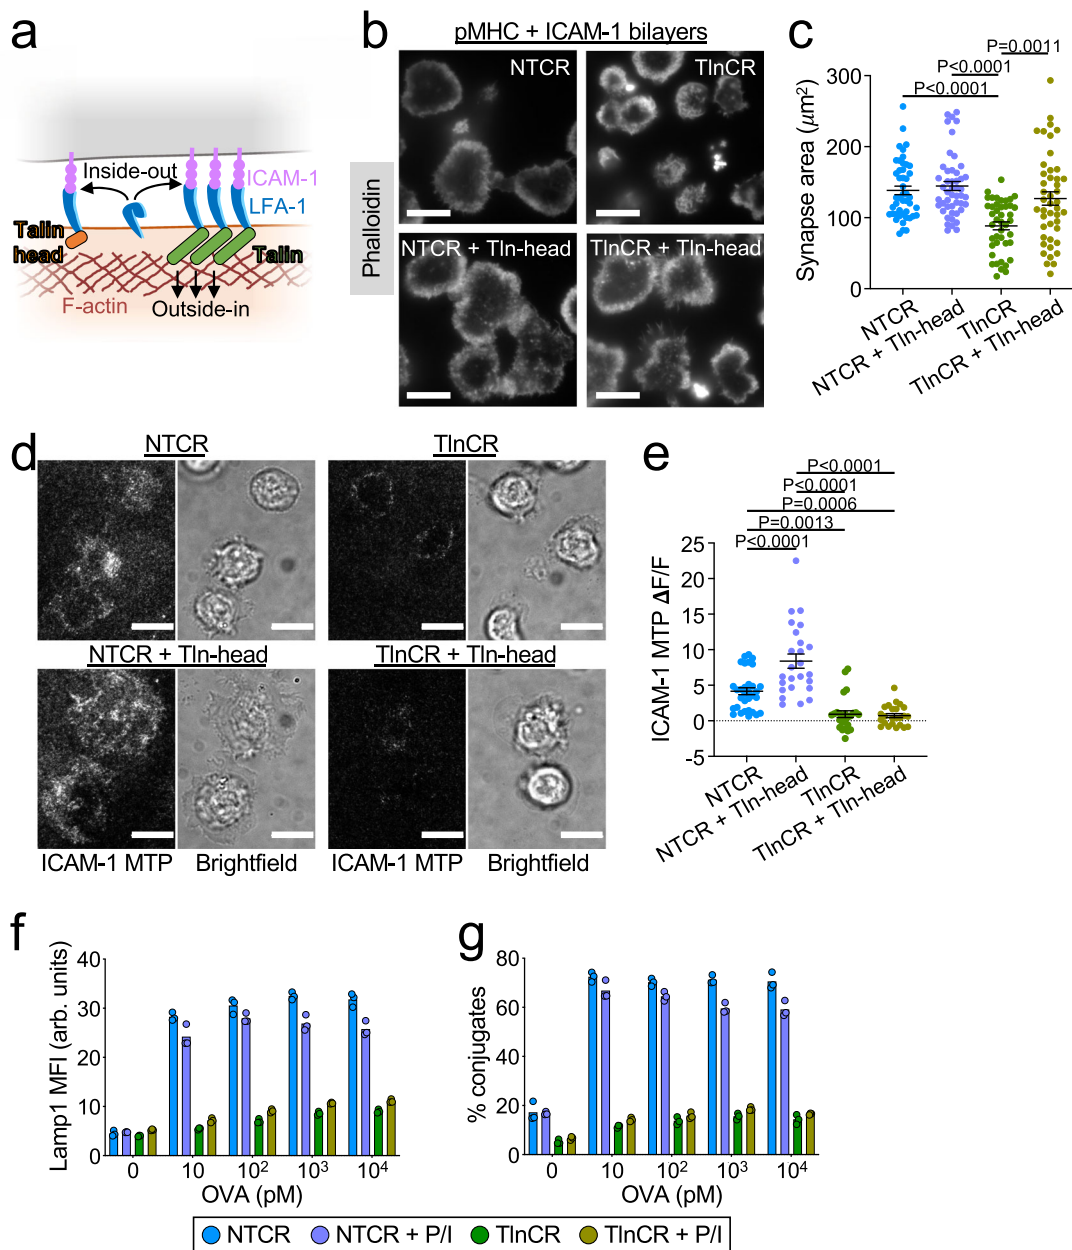 a
Inside-out
ICAM-1
LFA-1
Talin
head
Talin
F-actin
Outside-in
b
pMHC + ICAM-1 bilayers
Phalloidin
NTCR
TlnCR
NTCR + Tln-head
TlnCR + Tln-head
c
P=0.0011
P<0.0001
P<0.0001
Synapse area (μm²)
300
200
100
0
NTCR
NTCR + Tln-head
TlnCR
TlnCR + Tln-head
d
NTCR
TlnCR
NTCR + Tln-head
TlnCR + Tln-head
ICAM-1 MTP
Brightfield
ICAM-1 MTP
Brightfield
e
P<0.0001
P<0.0001
P=0.0006
P=0.0013
P<0.0001
ICAM-1 MTP ΔF/F
25
20
15
10
5
0
-5
NTCR
NTCR + Tln-head
TlnCR
TlnCR + Tln-head
f
Lamp1 MFI (arb. units)
40
30
20
10
0
0 10 10² 10³ 10⁴
OVA (pM)
g
% conjugates
80
60
40
20
0
0 10 10² 10³ 10⁴
OVA (pM)
NTCR NTCR + P/I TlnCR TlnCR + P/I